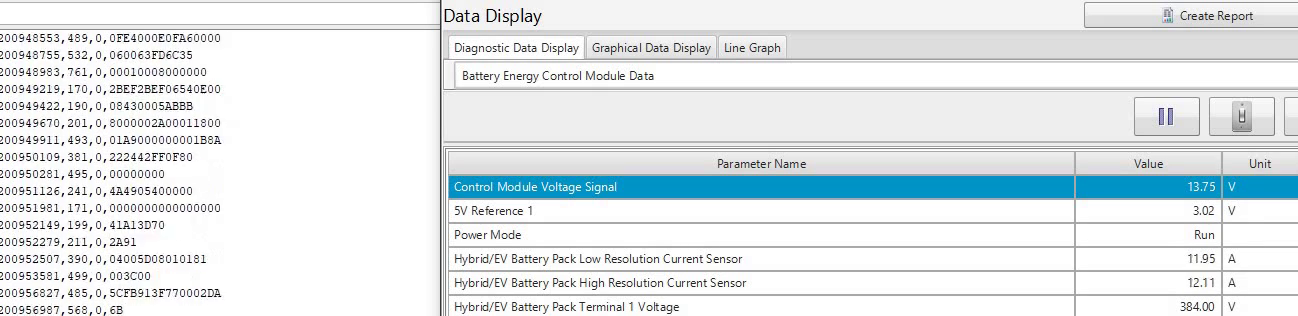 200948553,489,0,0FE4000E0FA60000
200948755,532,0,060063FD6C35
200948983,761,0,00010008000000
200949219,170,0,2BEF2BEF06540E00
200949422,190,0,08430005ABBB
200949670,201,0,8000002A00011800
200949911,493,0,01A9000000001B8A
200950109,381,0,222442FF0F80
200950281,495,0,00000000
200951126,241,0,4A4905400000
200951981,171,0,0000000000000000
200952149,199,0,41A13D70
200952279,211,0,2A91
200952507,390,0,04005D08010181
200953581,499,0,003C00
200956827,485,0,5CFB913F770002DA
200956987,568,0,6B
Data Display
Create Report
Diagnostic Data Display Graphical Data Display Line Graph
Battery Energy Control Module Data
Parameter Name Value Unit
Control Module Voltage Signal 13.75 V
5V Reference 1 3.02 V
Power Mode Run
Hybrid/EV Battery Pack Low Resolution Current Sensor 11.95 A
Hybrid/EV Battery Pack High Resolution Current Sensor 12.11 A
Hybrid/EV Battery Pack Terminal 1 Voltage 384.00 V